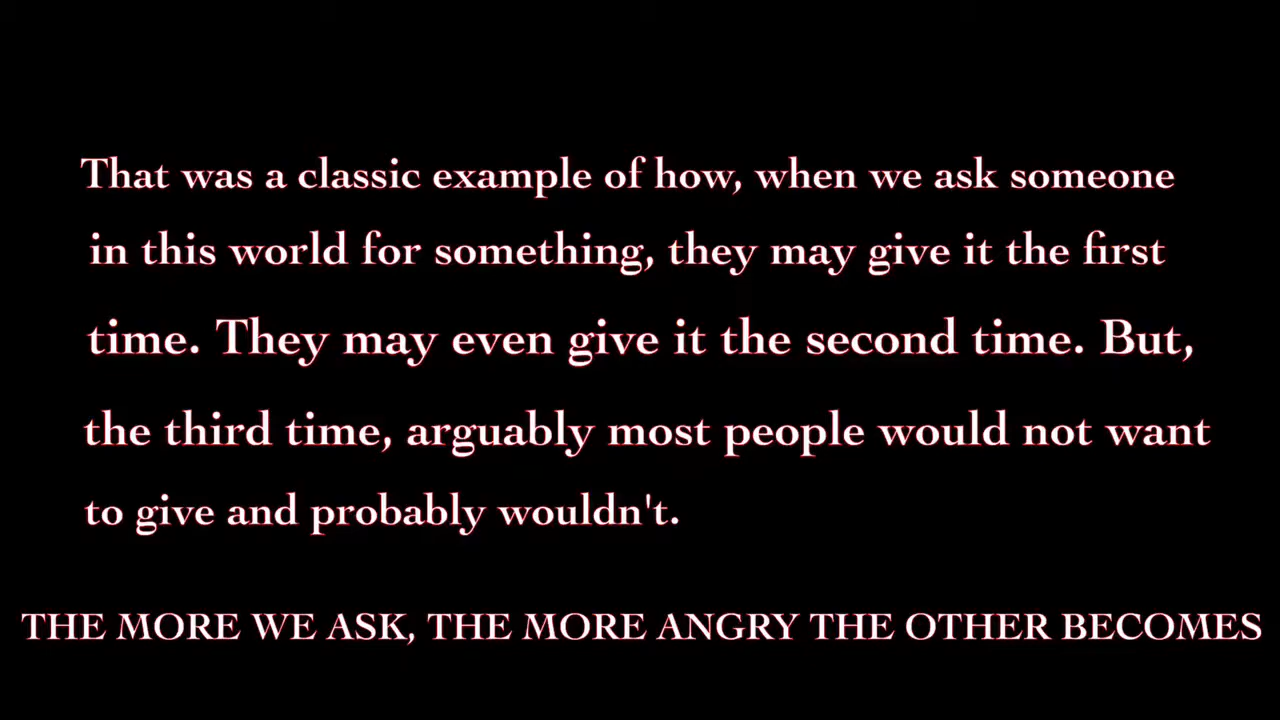 That was a classic example of how, when we ask someone
in this world for something, they may give it the first
time. They may even give it the second time. But,
the third time, arguably most people would not want
to give and probably wouldn't.
THE MORE WE ASK, THE MORE ANGRY THE OTHER BECOMES